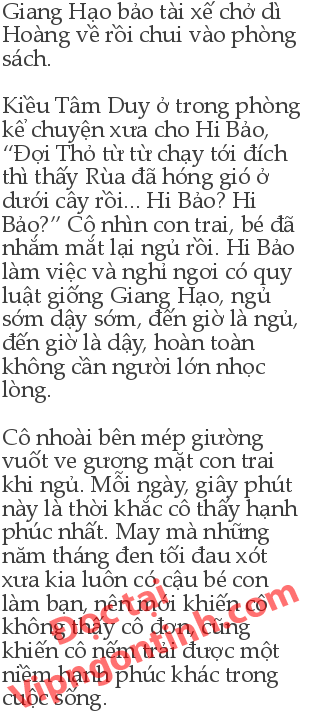 Giang Hạo bảo tài xế chở dì
Hoàng về rồi chui vào phòng
sách.
Kiều Tâm Duy ở trong phòng
kể chuyện xưa cho Hi Bảo,
“Đợi Thỏ từ từ chạy tới đích
thì thấy Rùa đã hóng gió ở
dưới cây rồi... Hi Bảo? Hi
Bảo?” Cô nhìn con trai, bé đã
nhắm mắt lại ngủ rồi. Hi Bảo
làm việc và nghỉ ngơi có quy
luật giống Giang Hạo, ngủ
sớm dậy sớm, đến giờ là ngủ,
đến giờ là dậy, hoàn toàn
không cần người lớn nhọc
lòng.
Cô nhoài bên mép giường
vuốt ve gương mặt con trai
khi ngủ. Mỗi ngày, giây phút
này là thời khắc cô thấy hạnh
phúc nhất. May mà những
năm tháng đen tối đau xót
xưa kia luôn có cậu bé con
làm bạn, nên mới khiến cô
không thấy cô đơn, cũng
khiến cô nếm trải được một
niềm hạnh phúc khác trong
cuộc sống.
Đọc tại
Vipngontinh.com